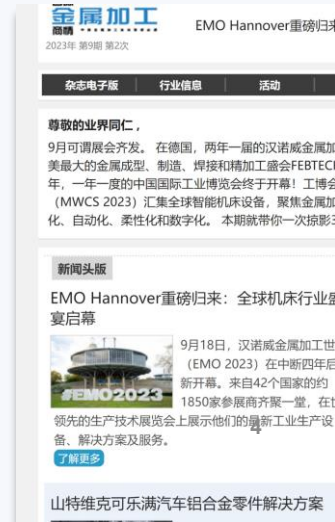 金属加工
商情
EMO Hannover重磅归来
2023年 第9期 第2次
杂志电子版 行业信息 活动
尊敬的业界同仁，
9月可谓展会齐发。 在德国，两年一届的汉诺威金属加
美最大的金属成型、制造、焊接和精加工盛会FEBTECH
年，一年一度的中国国际工业博览会终于开幕！工博会
（MWCS 2023）汇集全球智能机床设备，聚焦金属加
化、自动化、柔性化和数字化。 本期就带你一次掠影3
新闻头版
EMO Hannover重磅归来：全球机床行业盛
宴启幕
9月18日，汉诺威金属加工世
（EMO 2023）在中断四年后
新开幕。来自42个国家的约
#EMO2023
1850家参展商齐聚一堂，在世
领先的生产技术展览会上展示他们的最新工业生产设
4
备、解决方案及服务。
了解更多
山特维克可乐满汽车铝合金零件解决方案